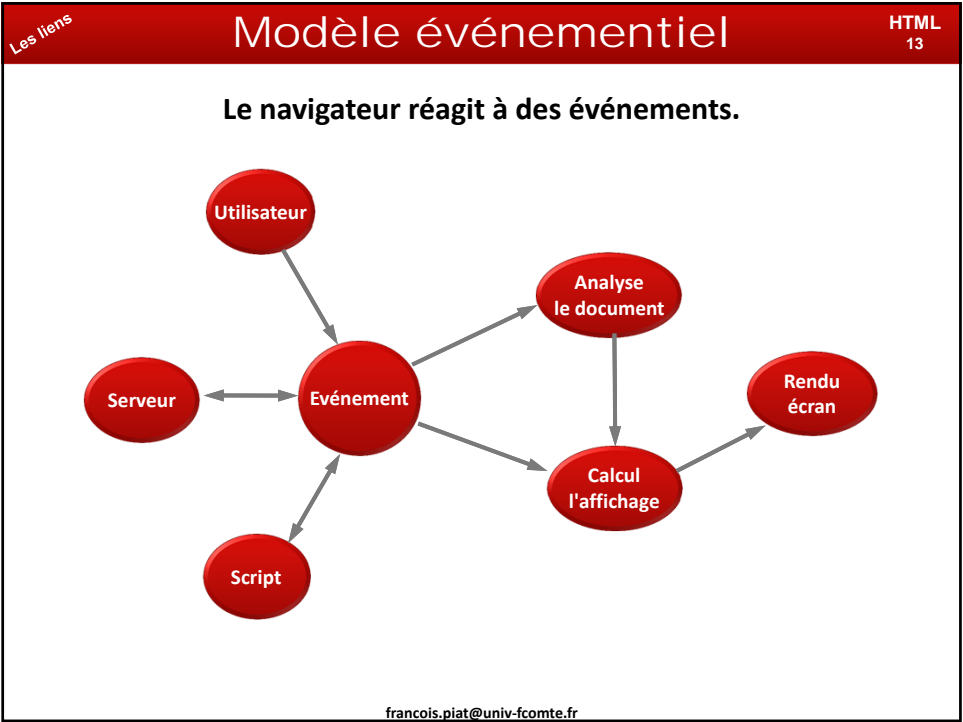 Les liens
Modèle événementiel
HTML
13
Le navigateur réagit à des événements.
Utilisateur
Analyse
le document
Serveur
Evénement
Rendu
écran
Calcul
l'affichage
Script
francois.piat@univ-fcomte.fr